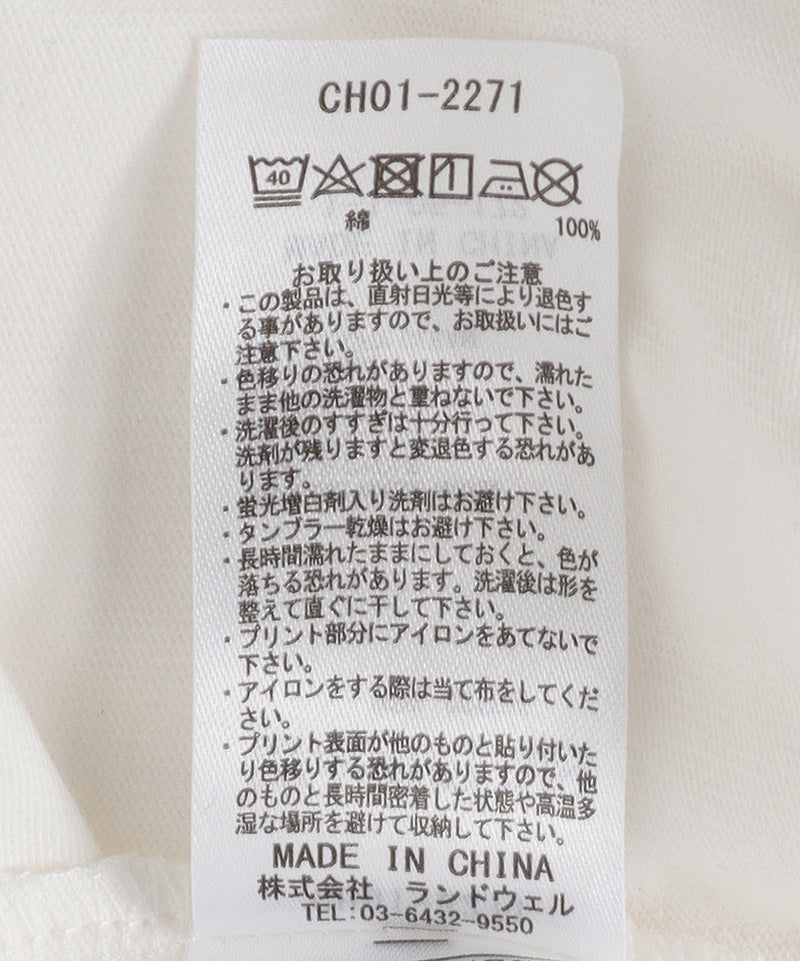 CH01-2271
40
綿 100%
お取り扱い上のご注意
・この製品は、直射日光等により退色す
る事がありますので、お取扱いにはご
注意下さい。
・色移りの恐れがありますので、濡れた
まま他の洗濯物と重ねないで下さい。
・洗濯後のすすぎは十分行って下さい。
洗剤が残りますと変退色する恐れがあ
ります。
・蛍光増白剤入り洗剤はお避け下さい。
・タンブラー乾燥はお避け下さい。
・長時間濡れたままにしておくと、色が
落ちる恐れがあります。洗濯後は形を
整えて直ぐに干して下さい。
・プリント部分にアイロンをあてないで
下さい。
・アイロンをする際は当て布をしてくだ
さい。
・プリント表面が他のものと貼り付いた
り色移りする恐れがありますので、他
のものと長時間密着した状態や高温多
湿な場所を避けて収納して下さい。
MADE IN CHINA
株式会社 ランドウェル
TEL:03-6432-9550